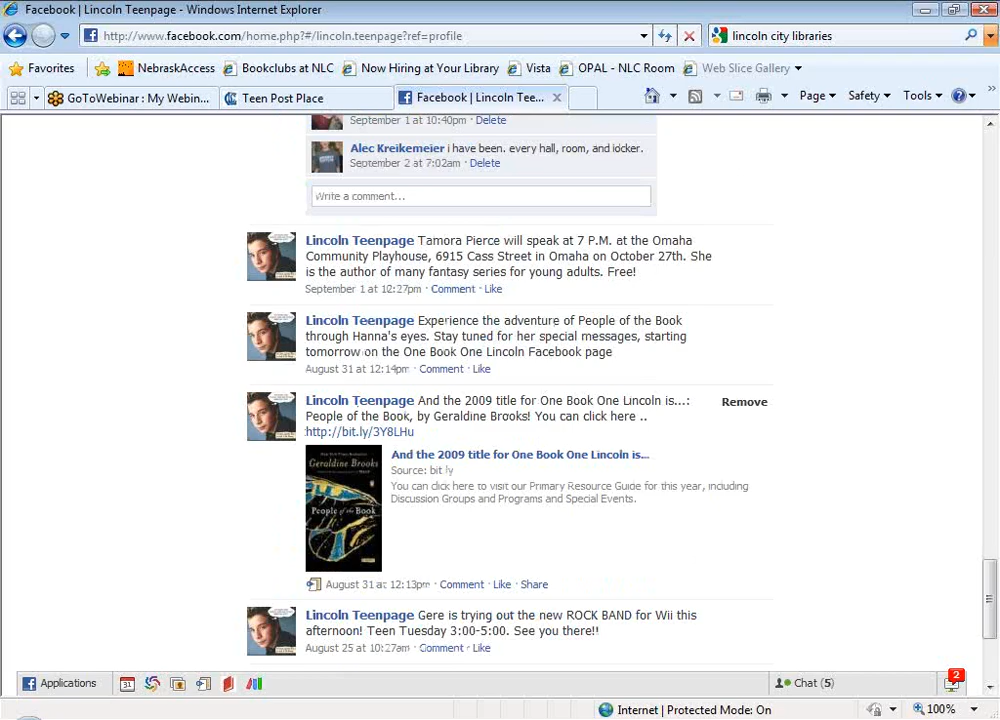 Facebook | Lincoln Teenpage - Windows Internet Explorer
http://www.facebook.com/home.php?#/lincoln.teenpage?ref=profile
lincoln city libraries
Favorites NebraskAccess Bookclubs at NLC Now Hiring at Your Library Vista OPAL - NLC Room Web Slice Gallery
GoToWebinar : My Webin... Teen Post Place Facebook | Lincoln Tee... Page Safety Tools
September 1 at 10:40pm · Delete
Alec Kreikemeier i have been. every hall, room, and locker.
September 2 at 7:02am · Delete
Write a comment...
Lincoln Teenpage Tamora Pierce will speak at 7 P.M. at the Omaha
Community Playhouse, 6915 Cass Street in Omaha on October 27th. She
is the author of many fantasy series for young adults. Free!
September 1 at 12:27pm · Comment · Like
Lincoln Teenpage Experience the adventure of People of the Book
through Hanna's eyes. Stay tuned for her special messages, starting
tomorrow on the One Book One Lincoln Facebook page
August 31 at 12:14pm · Comment · Like
Lincoln Teenpage And the 2009 title for One Book One Lincoln is...: Remove
People of the Book, by Geraldine Brooks! You can click here ..
http://bit.ly/3Y8LHu
Geraldine Brooks
People of the Book
And the 2009 title for One Book One Lincoln is...
Source: bit ly
You can click here to visit our Primary Resource Guide for this year, including
Discussion Groups and Programs and Special Events.
August 31 at 12:13pm · Comment · Like · Share
Lincoln Teenpage Gere is trying out the new ROCK BAND for Wii this
afternoon! Teen Tuesday 3:00-5:00. See you there!!
August 25 at 10:27am · Comment · Like
Applications 31 Chat (5) 2
Internet | Protected Mode: On 100%